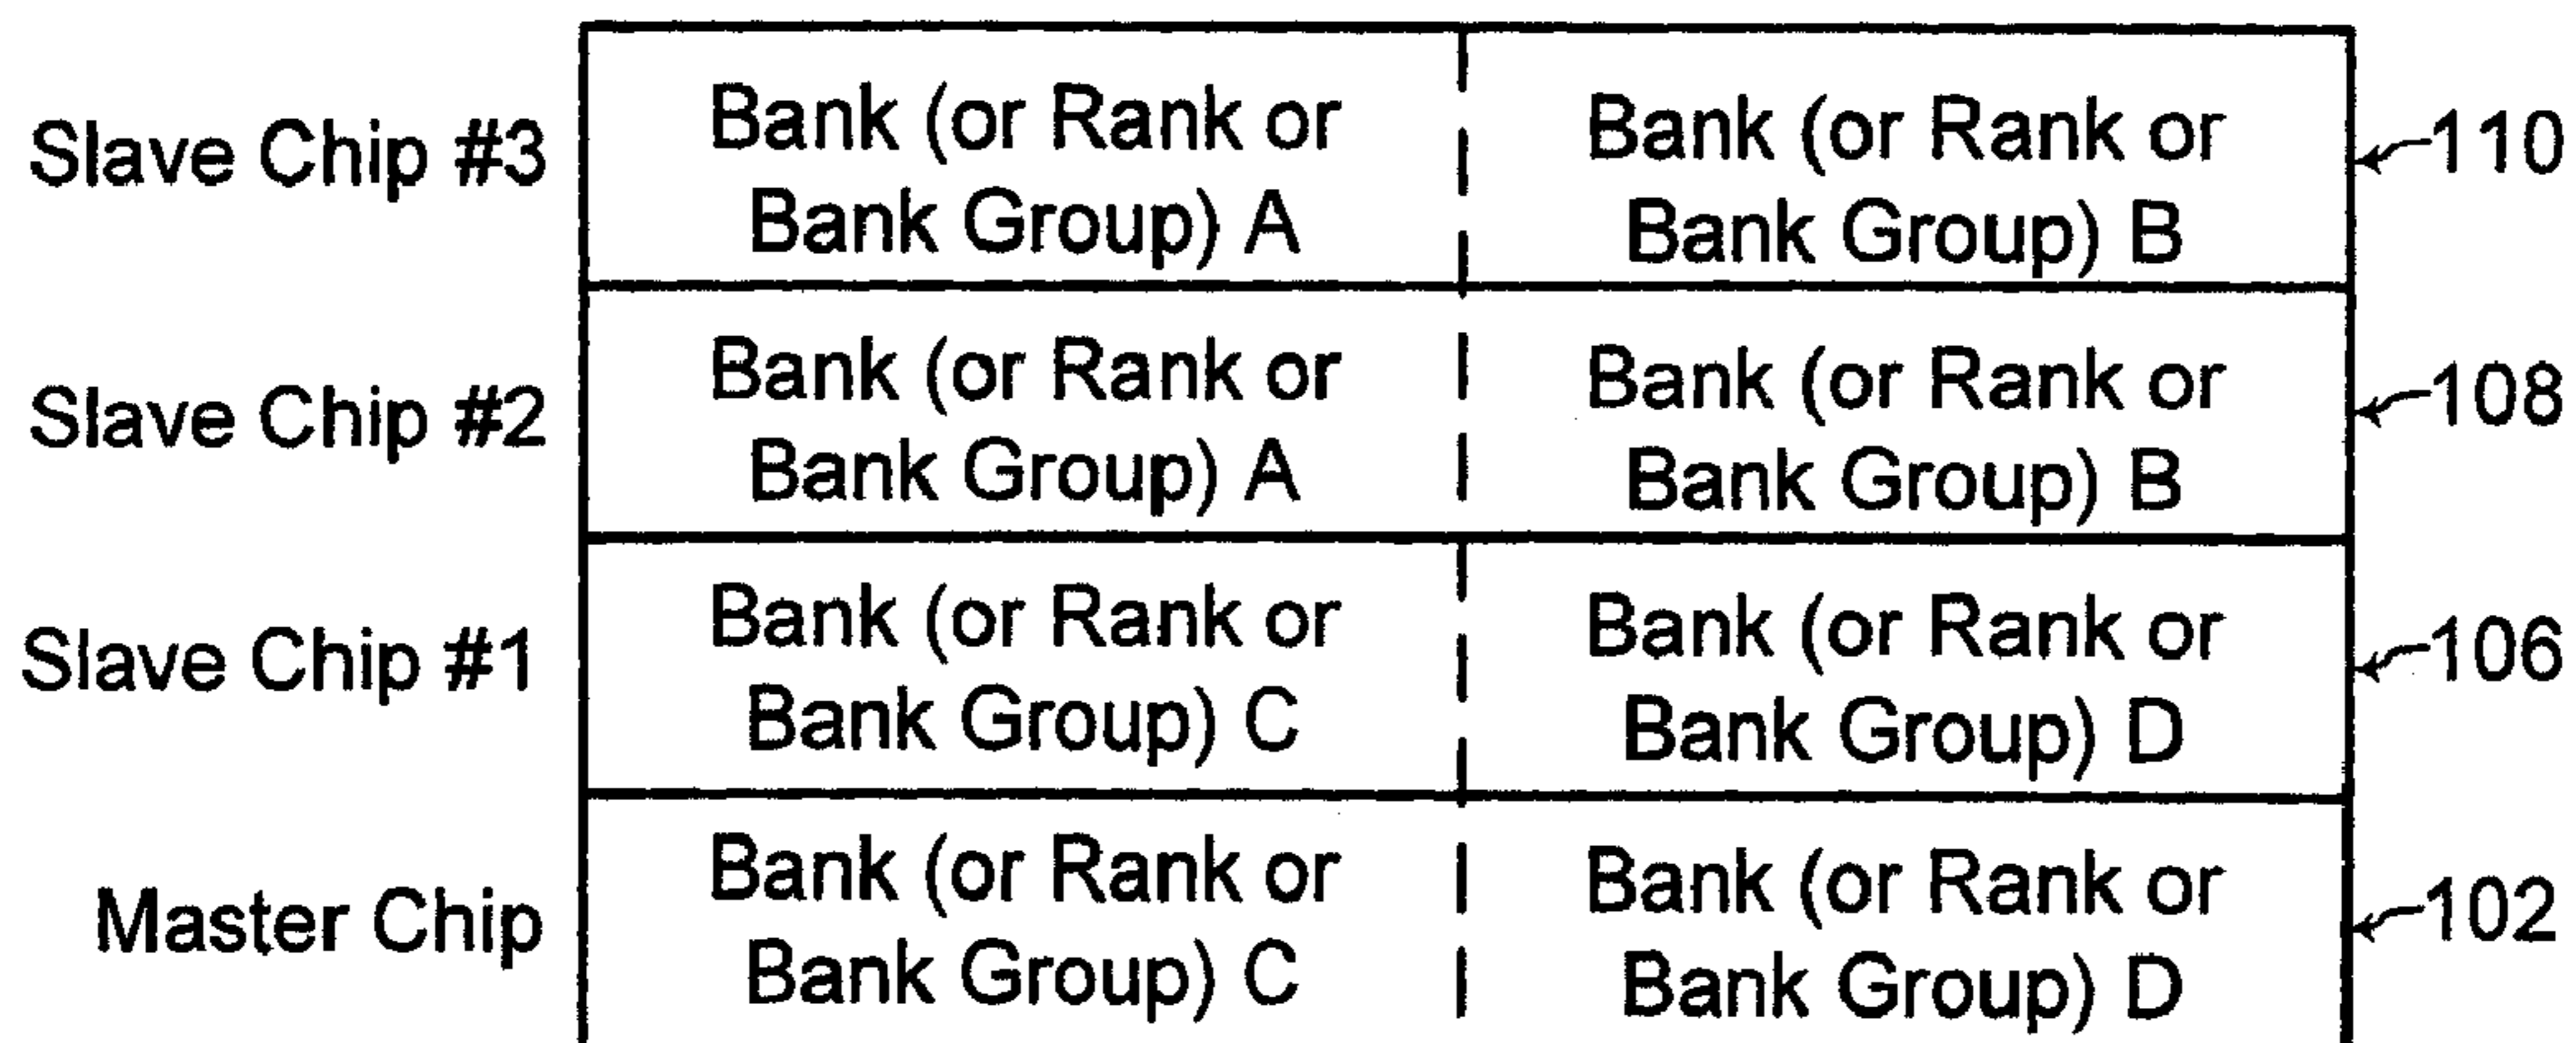 Slave Chip #3
Bank (or Rank or
Bank Group) A
Bank (or Rank or
Bank Group) B
110
Slave Chip #2
Bank (or Rank or
Bank Group) A
Bank (or Rank or
Bank Group) B
108
Slave Chip #1
Bank (or Rank or
Bank Group) C
Bank (or Rank or
Bank Group) D
106
Master Chip
Bank (or Rank or
Bank Group) C
Bank (or Rank or
Bank Group) D
102